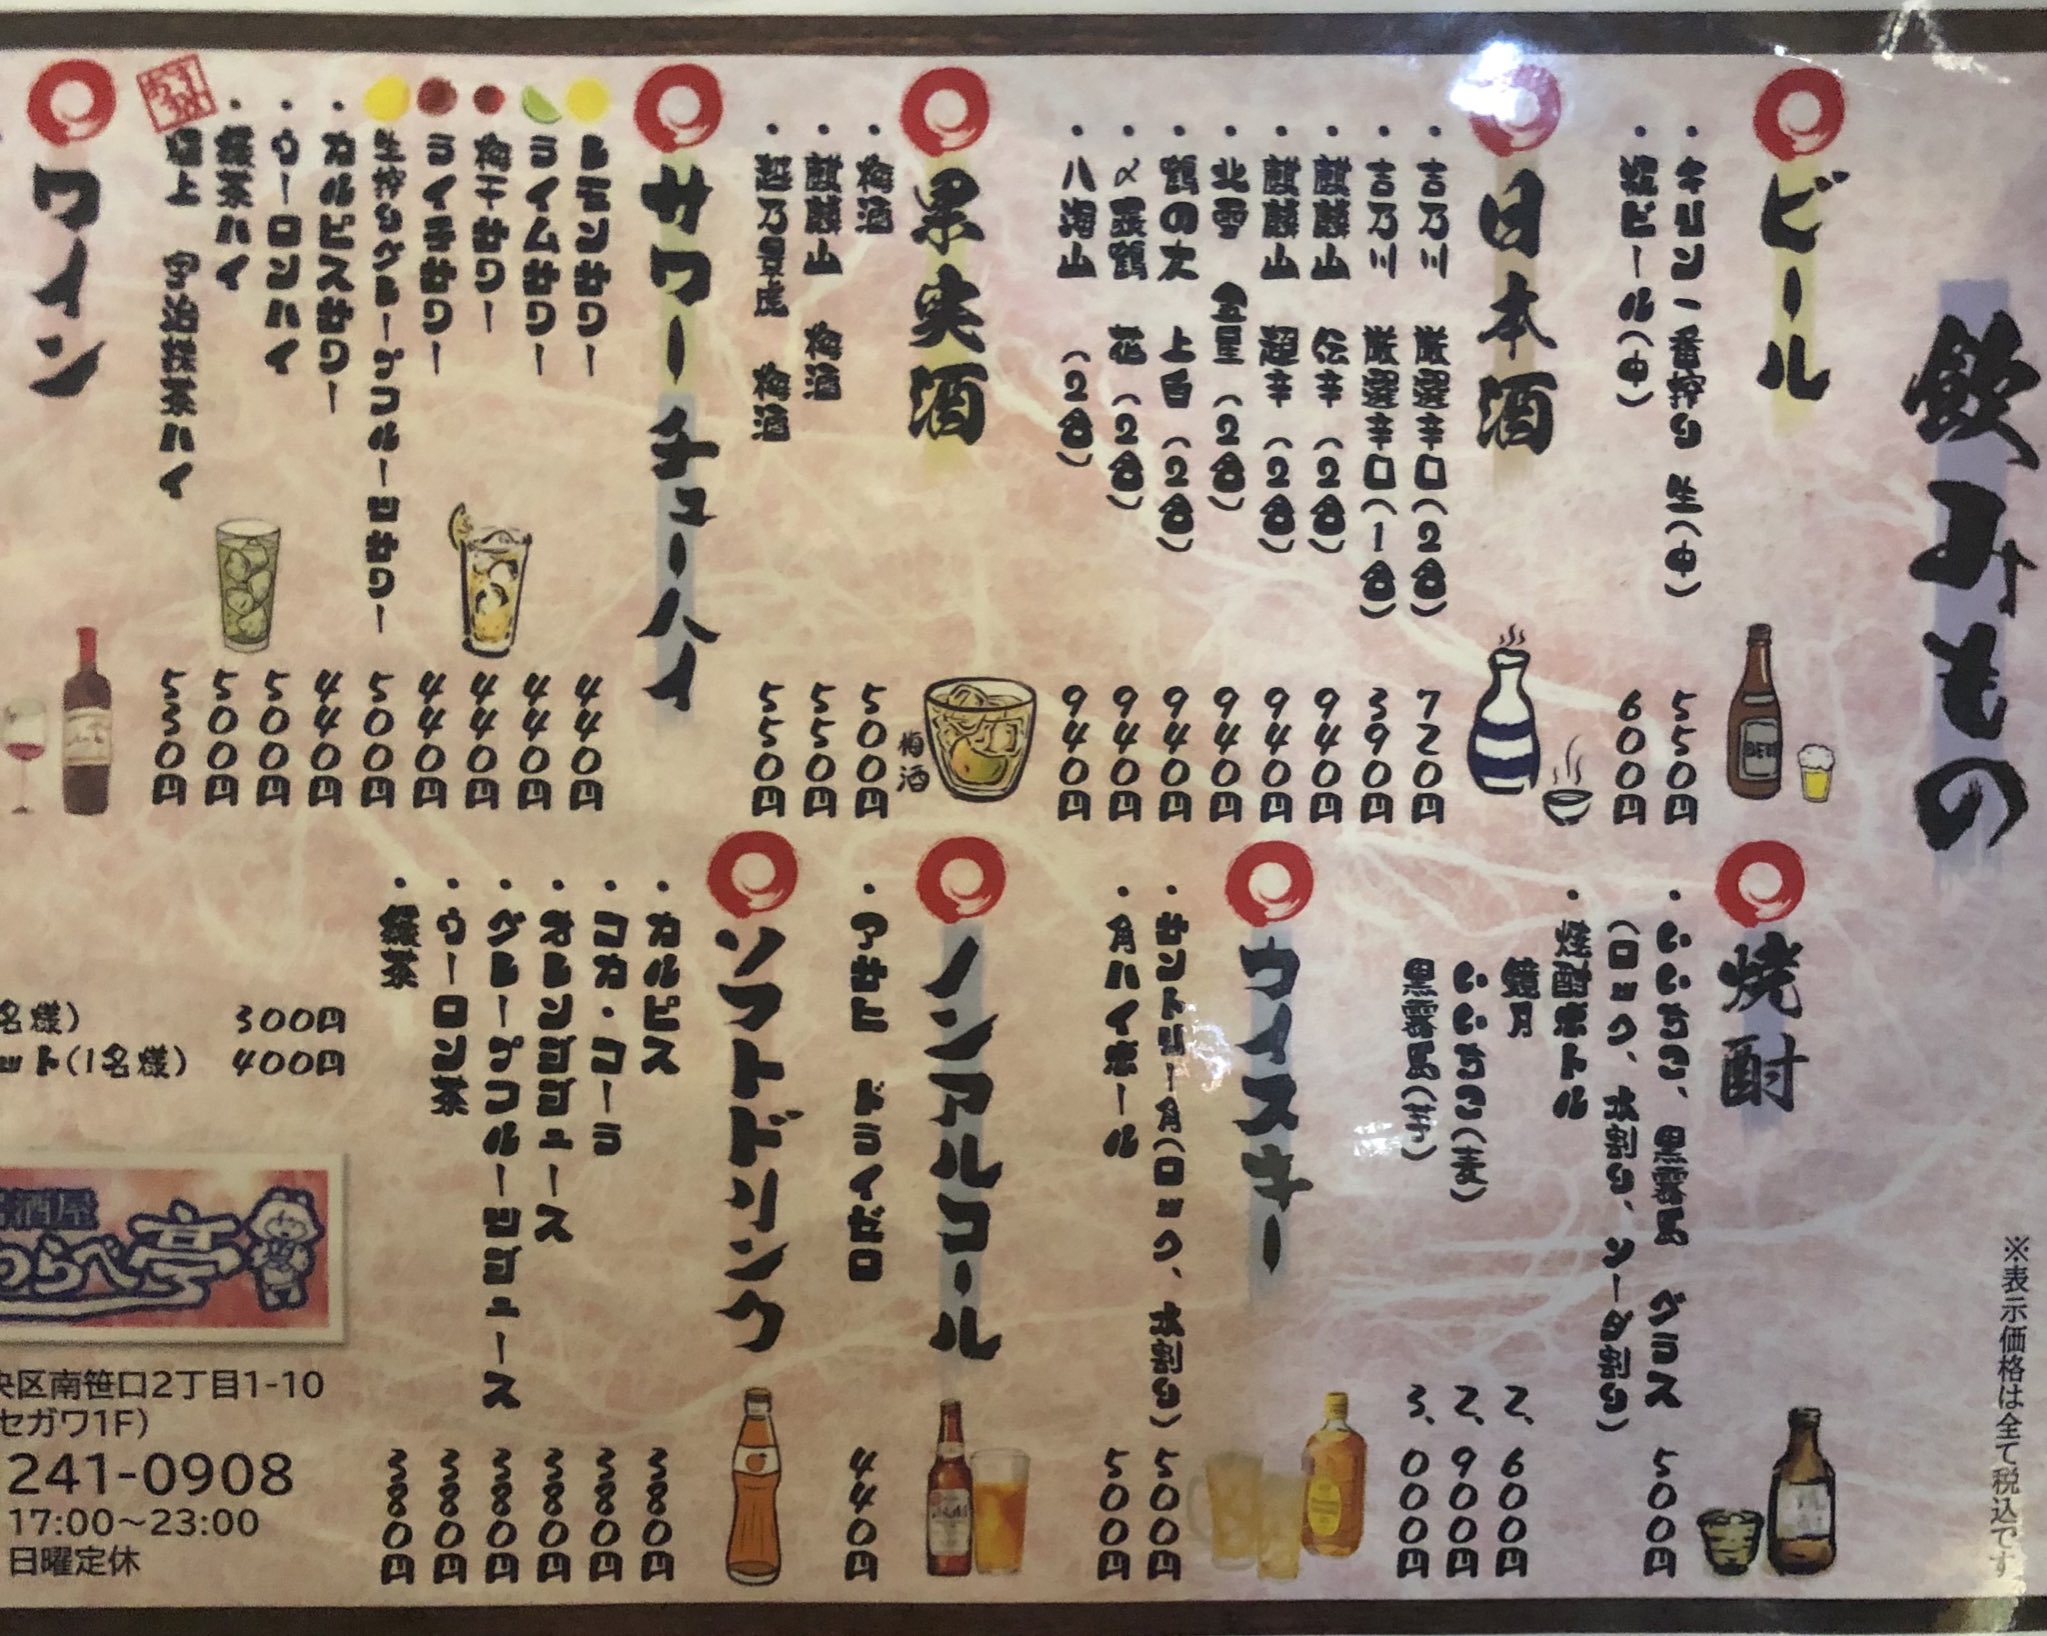 飲みもの
※表示価格は全て税込です
ビール
・キリン一番搾り 生(中) 550円
・瓶ビール(中) 600円
日本酒
・吉乃川 厳選辛口(2合) 720円
・吉乃川 厳選辛口(1合) 390円
・麒麟山 伝辛(2合) 940円
・麒麟山 超辛(2合) 940円
・北雪 金星(2合) 940円
・鶴の友 上白(2合) 940円
・〆張鶴 花(2合) 940円
・八海山 (2合) 940円
果実酒
梅酒
・梅酒 500円
・麒麟山 梅酒 550円
・越乃景虎 梅酒 550円
サワー チューハイ
レモンサワー 440円
ライムサワー 440円
梅干サワー 440円
ライチサワー 440円
生搾りグレープフルーツサワー 500円
・カルピスサワー 440円
・ウーロンハイ 500円
・緑茶ハイ 500円
極上 宇治抹茶ハイ 550円
ワイン
焼酎
・いいちこ、黒霧島 グラス 500円
(ロック、水割り、ソーダ割り)
・焼酎ボトル
鏡月 2,600円
いいちこ(麦) 2,900円
黒霧島(芋) 3,000円
ウイスキー
・サントリー角(ロック、水割り) 500円
・角ハイボール 500円
ノンアルコール
・アサヒ ドライゼロ 440円
ソフトドリンク
・カルピス 380円
・コカ・コーラ 380円
・オレンジジュース 380円
・グレープフルーツジュース 380円
・ウーロン茶 380円
・緑茶 380円
名様) 300円
ット(1名様) 400円
酒屋
わらべ亭
央区南笹口2丁目1-10
セガワ1F)
241-0908
17:00～23:00
日曜定休